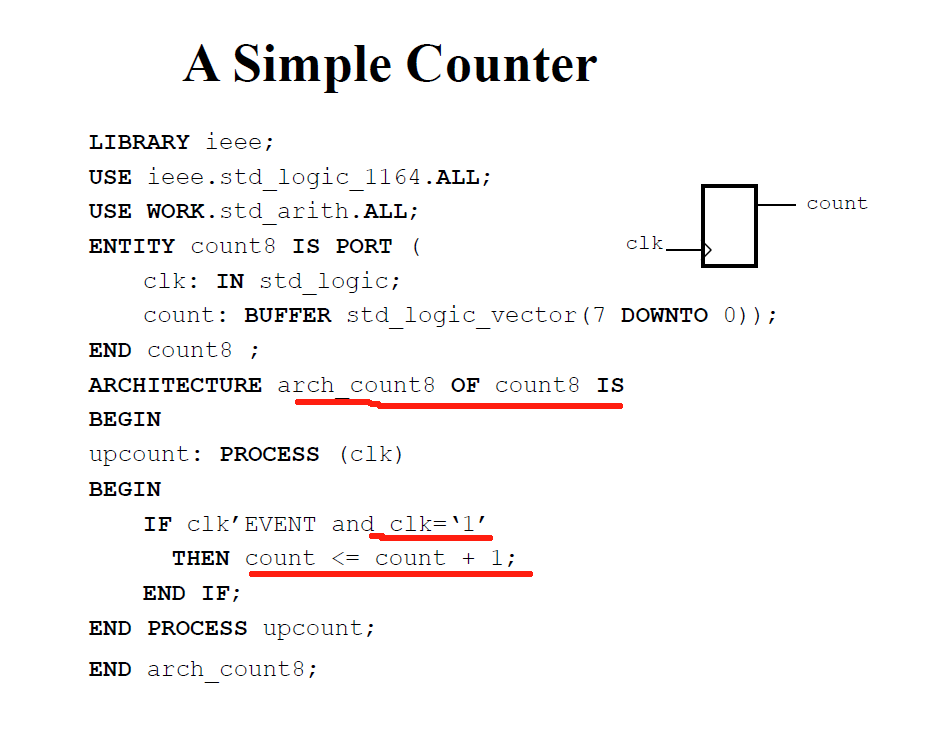 A Simple Counter
LIBRARY ieee;
USE ieee.std_logic_1164.ALL;
USE WORK.std_arith.ALL;
ENTITY count8 IS PORT (
clk: IN std_logic;
count: BUFFER std_logic_vector(7 DOWNTO 0));
END count8 ;
ARCHITECTURE arch_count8 OF count8 IS
BEGIN
upcount: PROCESS (clk)
BEGIN
IF clk’EVENT and clk=‘1’
THEN count <= count + 1;
END IF;
END PROCESS upcount;
END arch_count8;
count
clk